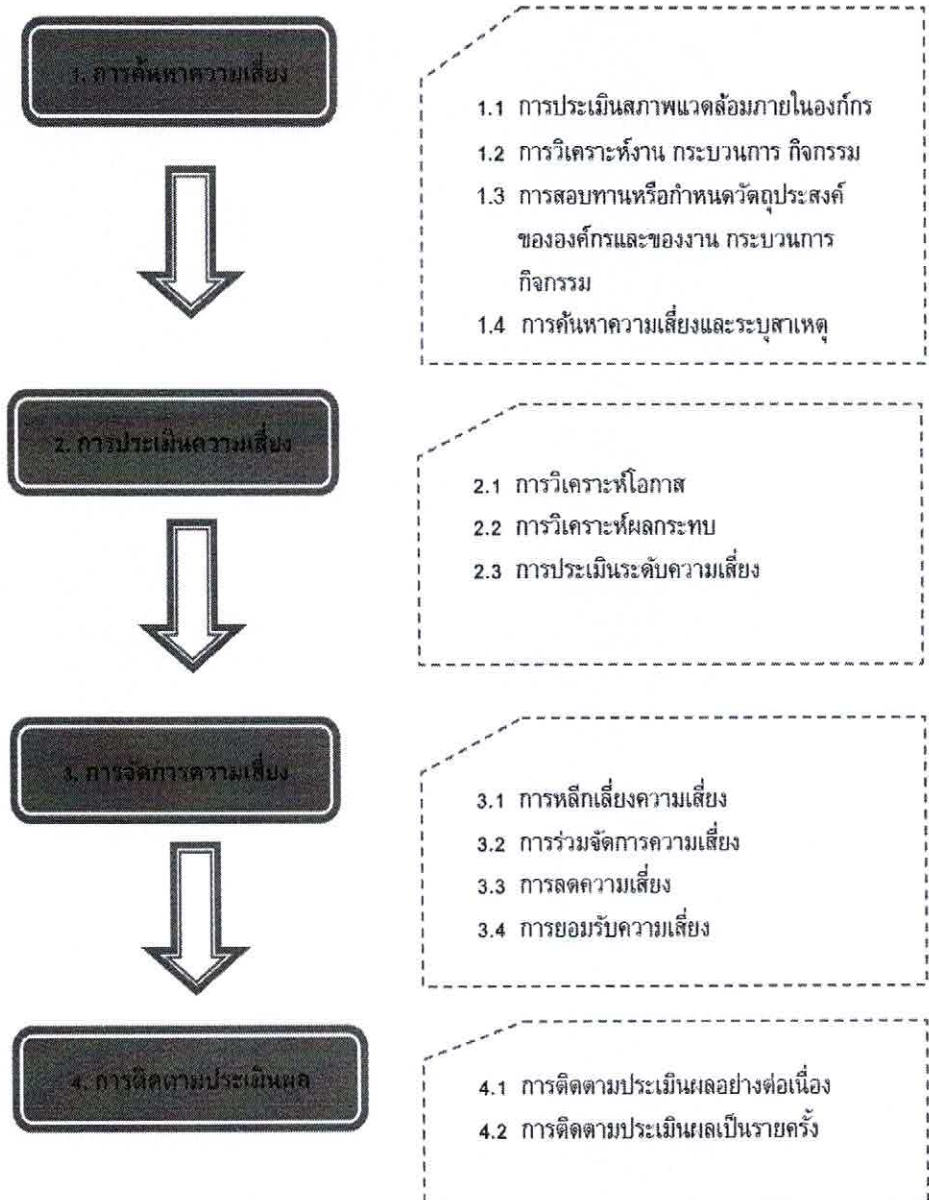 1. การค้นหาความเสี่ยง
1.1 การประเมินสภาพแวดล้อมภายในองค์กร
1.2 การวิเคราะห์งาน กระบวนการ กิจกรรม
1.3 การสอบทานหรือกำหนดวัตถุประสงค์
ขององค์กรและของงาน กระบวนการ
กิจกรรม
1.4 การค้นหาความเสี่ยงและระบุสาเหตุ
2. การประเมินความเสี่ยง
2.1 การวิเคราะห์โอกาส
2.2 การวิเคราะห์ผลกระทบ
2.3 การประเมินระดับความเสี่ยง
3. การจัดการความเสี่ยง
3.1 การหลีกเลี่ยงความเสี่ยง
3.2 การร่วมจัดการความเสี่ยง
3.3 การลดความเสี่ยง
3.4 การยอมรับความเสี่ยง
4. การติดตามประเมินผล
4.1 การติดตามประเมินผลอย่างต่อเนื่อง
4.2 การติดตามประเมินผลเป็นรายครั้ง